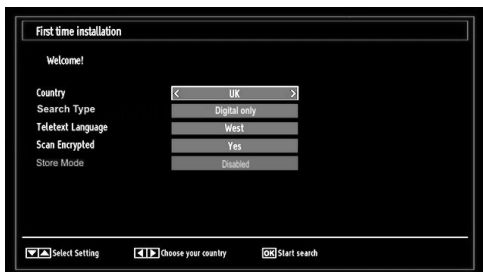 First time installation
Welcome!
Country < UK >
Search Type Digital only
Teletext Language West
Scan Encrypted Yes
Store Mode Disabled
▼▲ Select Setting ◀▶ Choose your country OK Start search